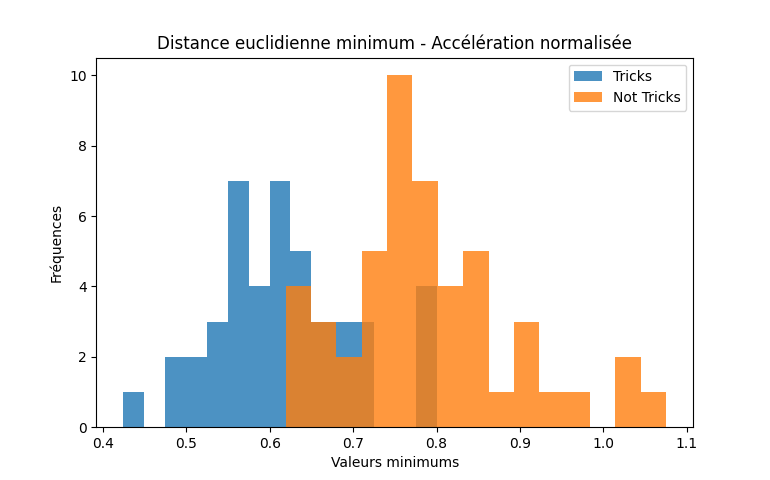 Distance euclidienne minimum - Accélération normalisée
Tricks
Not Tricks
Fréquences
10
8
6
4
2
0
0.4 0.5 0.6 0.7 0.8 0.9 1.0 1.1
Valeurs minimums